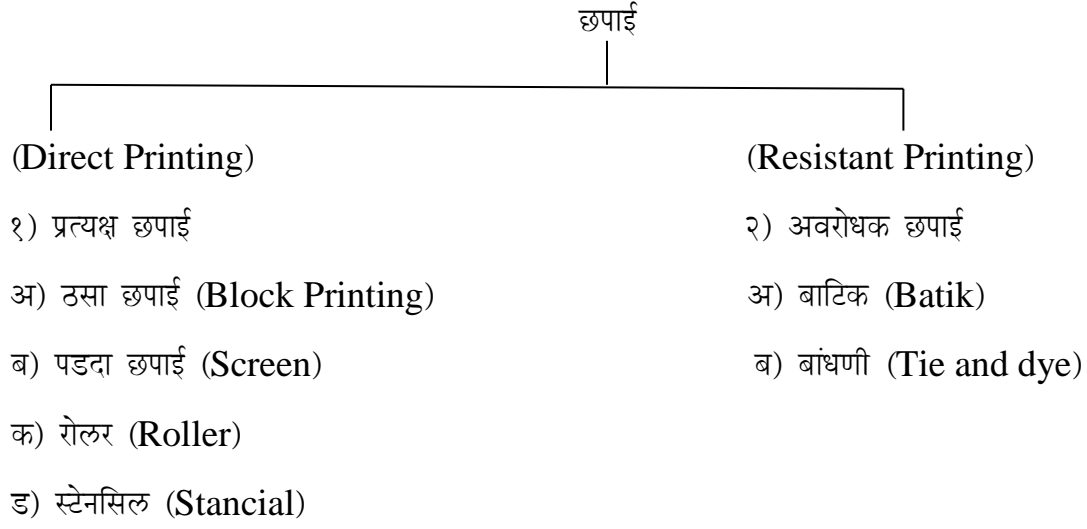 छपाई
(Direct Printing) (Resistant Printing)
१) प्रत्यक्ष छपाई २) अवरोधक छपाई
अ) ठसा छपाई (Block Printing) अ) बाटिक (Batik)
ब) पडदा छपाई (Screen) ब) बांधणी (Tie and dye)
क) रोलर (Roller)
ड) स्टेनसिल (Stancial)